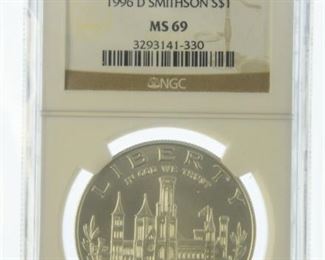 1996 D SMITHSON S$1
MS 69
3293141-330
NGC
LIBERTY
IN GOD WE TRUST